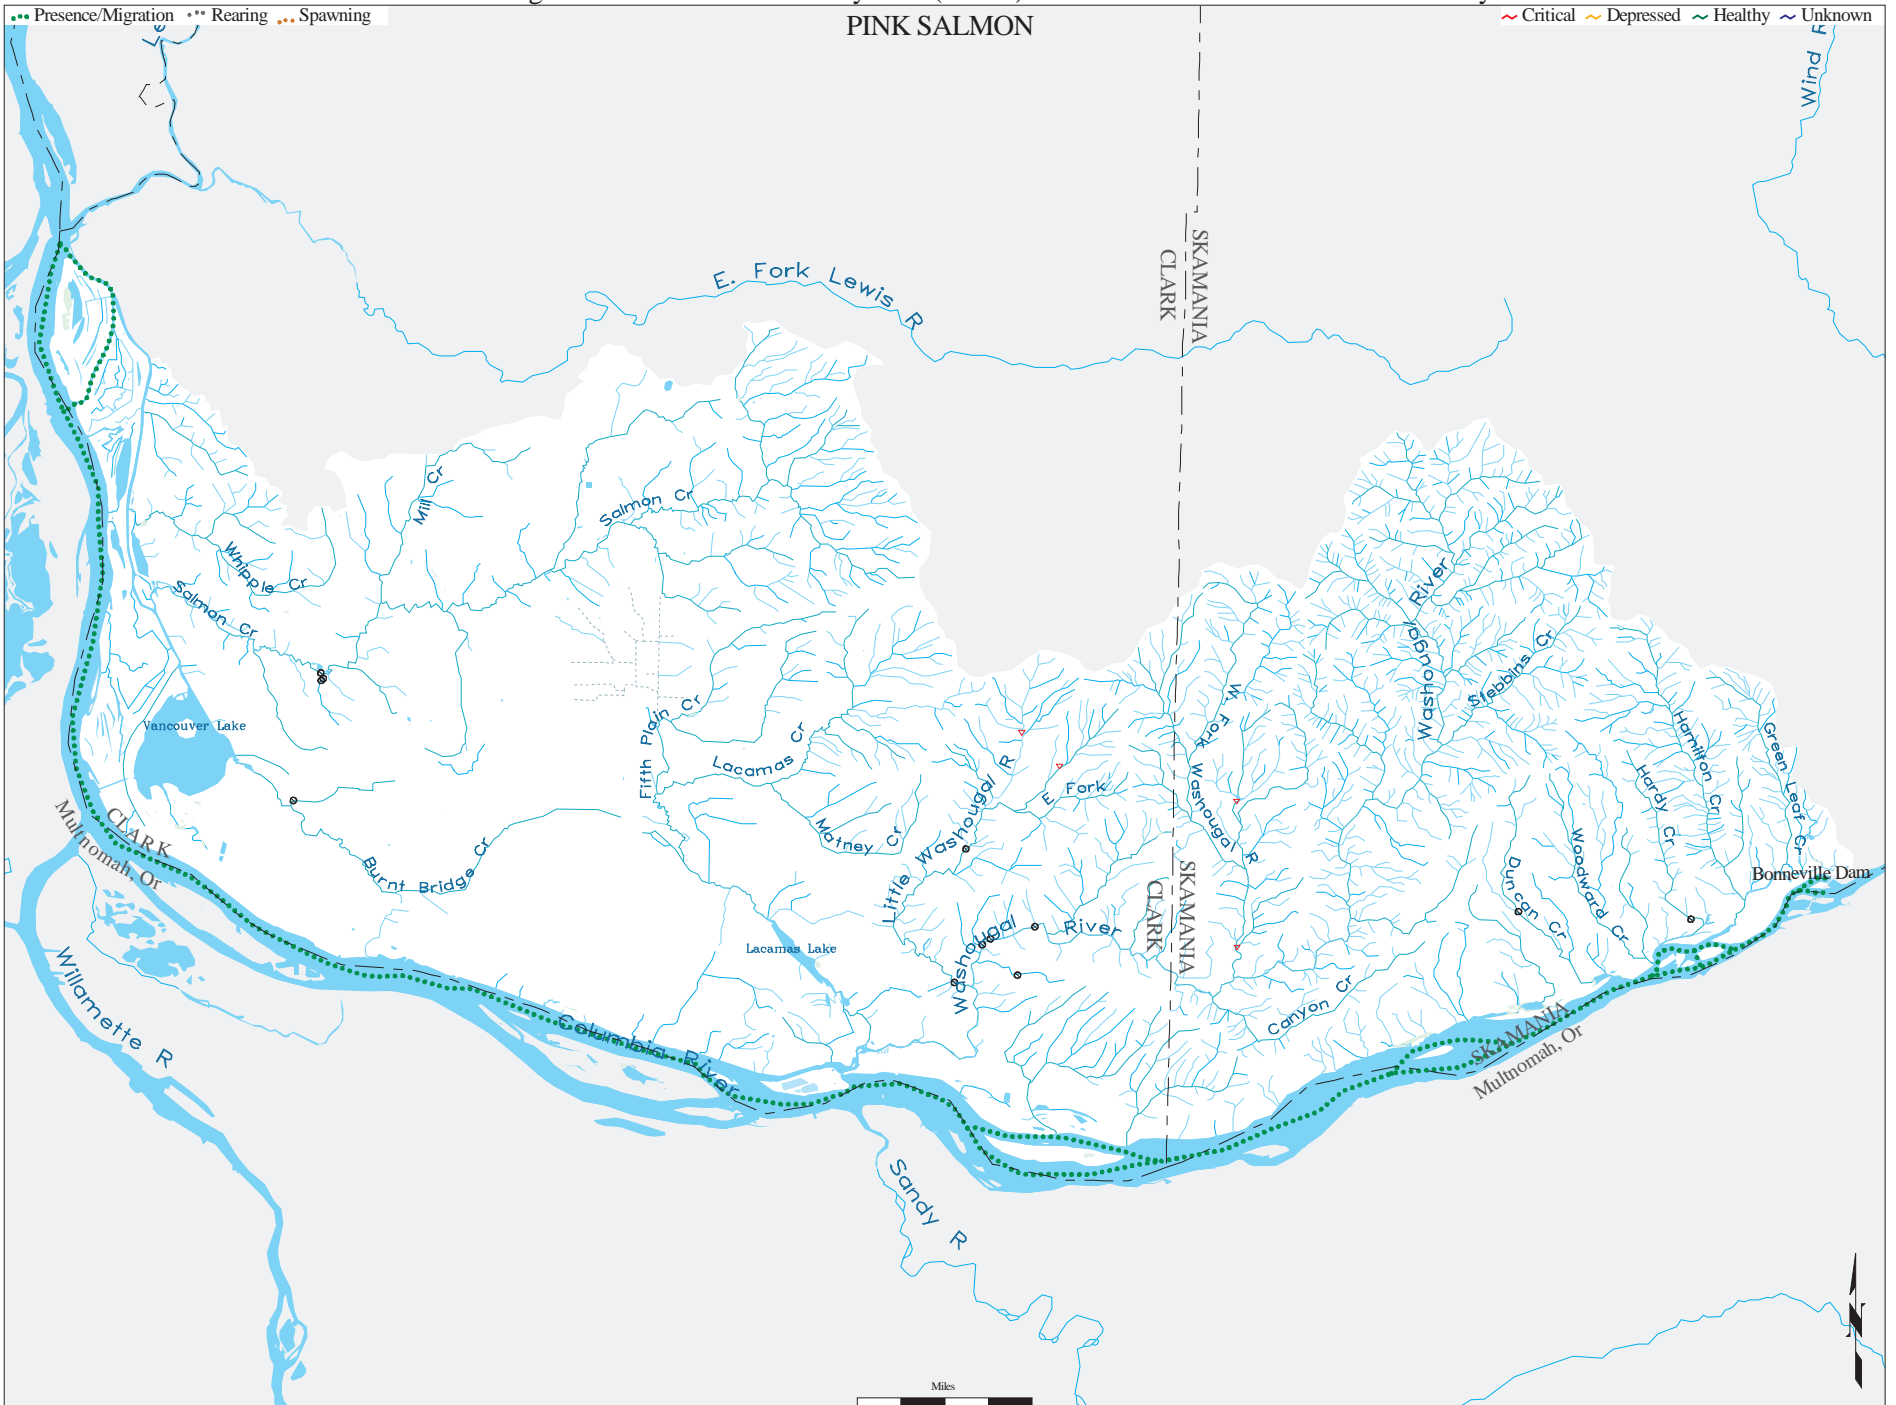 Presence/Migration Rearing Spawning
PINK SALMON
Critical Depressed Healthy Unknown
Wind R
E. Fork Lewis R
SKAMANIA
CLARK
Mill Cr
Salmon Cr
Whipple Cr
Salmon Cr
Washougal River
Stebbins Cr
W Fork Washougal R
Vancouver Lake
Fifth Plain Cr
Lacamas Cr
Hamilton Cr
Green Leaf Cr
Hardy Cr
Little Washougal R
E Fork
Matney Cr
CLARK
Multnomah, Or
Burnt Bridge Cr
Duncan Cr
Woodward Cr
Bonneville Dam
SKAMANIA
CLARK
Washougal River
Lacamas Lake
Willamette R
Canyon Cr
Columbia River
SKAMANIA
Multnomah, Or
Sandy R
N
Miles